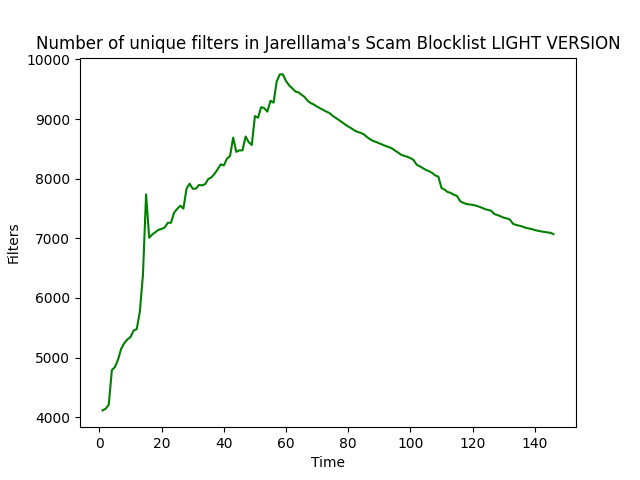 Number of unique filters in Jarelllama's Scam Blocklist LIGHT VERSION
10000
9000
8000
7000
6000
5000
4000
Filters
0 20 40 60 80 100 120 140
Time